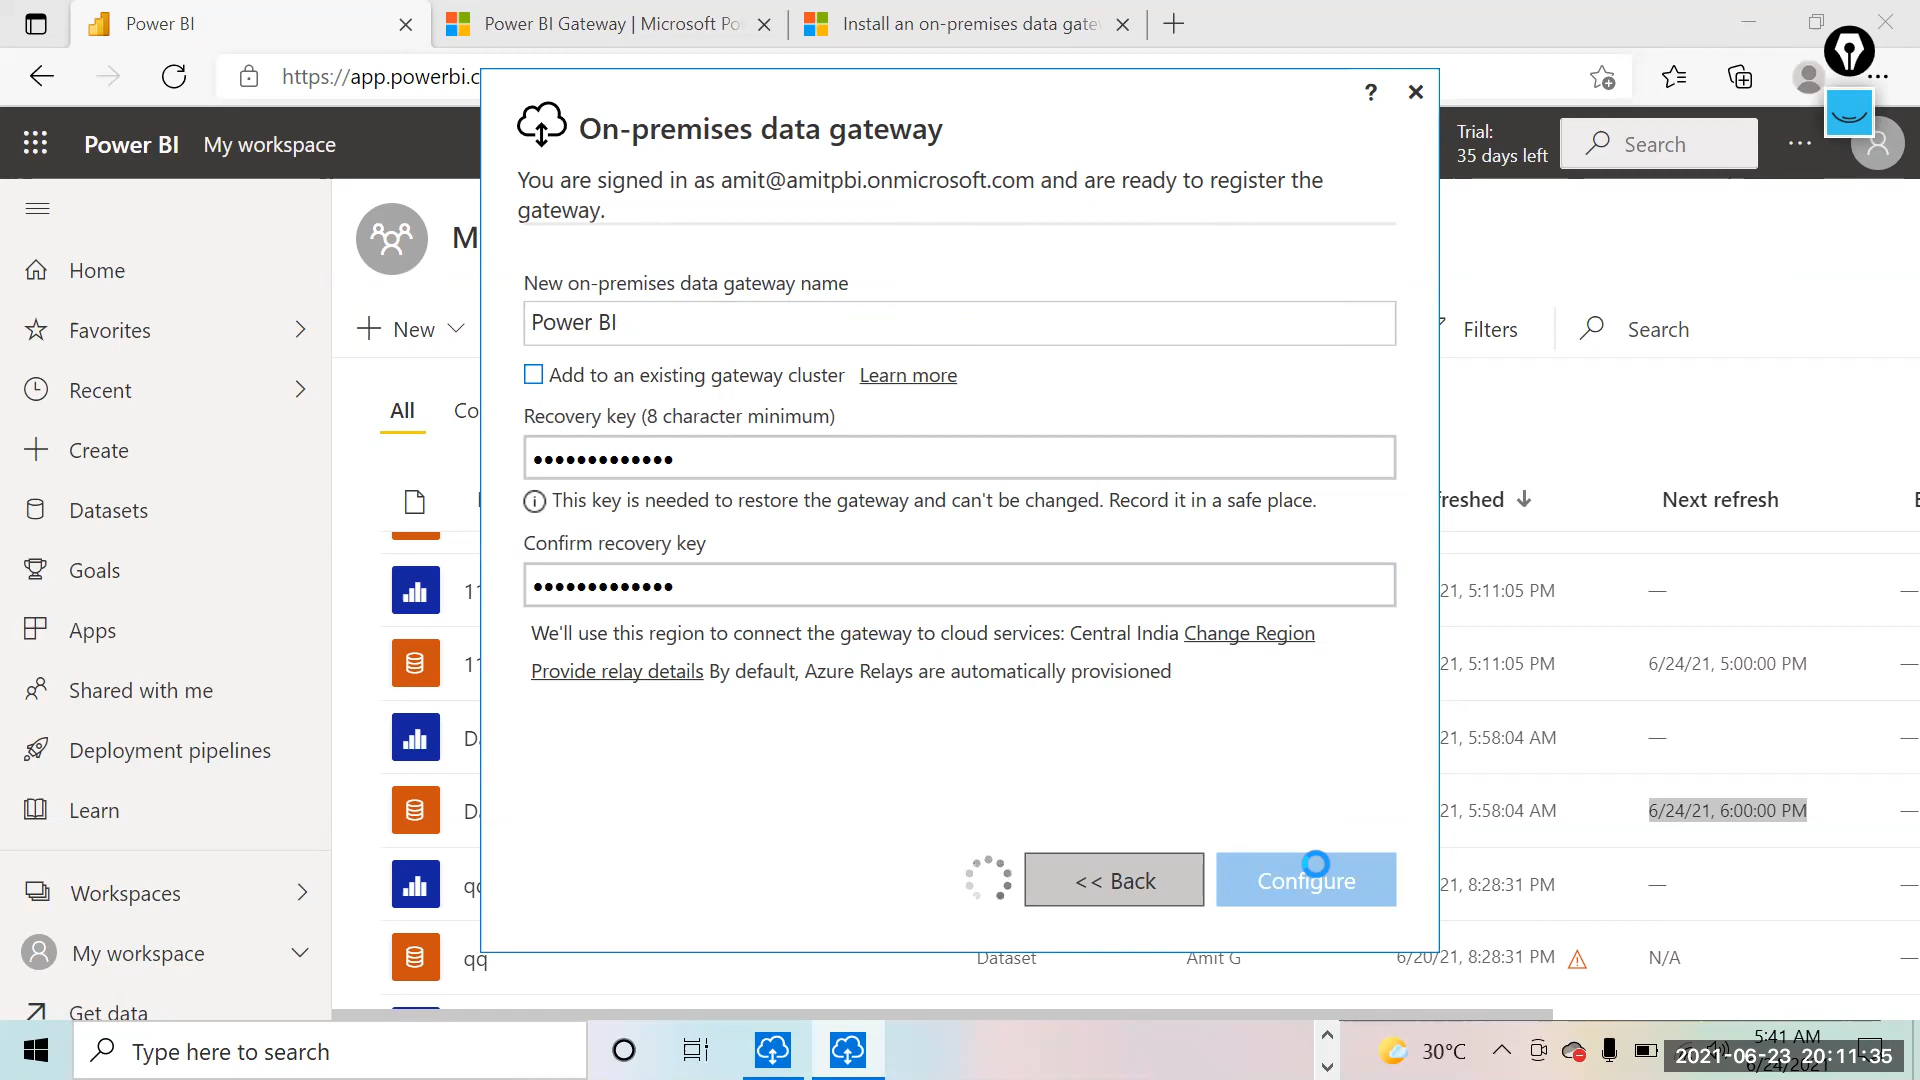 Power BI
Power BI Gateway | Microsoft Po
Install an on-premises data gate
https://app.powerbi.c
Power BI My workspace
Trial:
35 days left
Search
On-premises data gateway
You are signed in as amit@amitpbi.onmicrosoft.com and are ready to register the
gateway.
New on-premises data gateway name
Power BI
Add to an existing gateway cluster Learn more
Recovery key (8 character minimum)
This key is needed to restore the gateway and can't be changed. Record it in a safe place.
Confirm recovery key
We'll use this region to connect the gateway to cloud services: Central India Change Region
Provide relay details By default, Azure Relays are automatically provisioned
<< Back
Configure
Home
Favorites
Recent
Create
Datasets
Goals
Apps
Shared with me
Deployment pipelines
Learn
Workspaces
My workspace
Get data
M
New
Filters
Search
All Co
freshed Next refresh
11 21, 5:11:05 PM —
11 21, 5:11:05 PM 6/24/21, 5:00:00 PM —
Da 21, 5:58:04 AM —
Da 21, 5:58:04 AM 6/24/21, 6:00:00 PM —
qq 21, 8:28:31 PM —
qq Dataset Amit G 6/20/21, 8:28:31 PM N/A —
Type here to search
30°C
5:41 AM
6/24/2021
2021-06-23 20:11:35